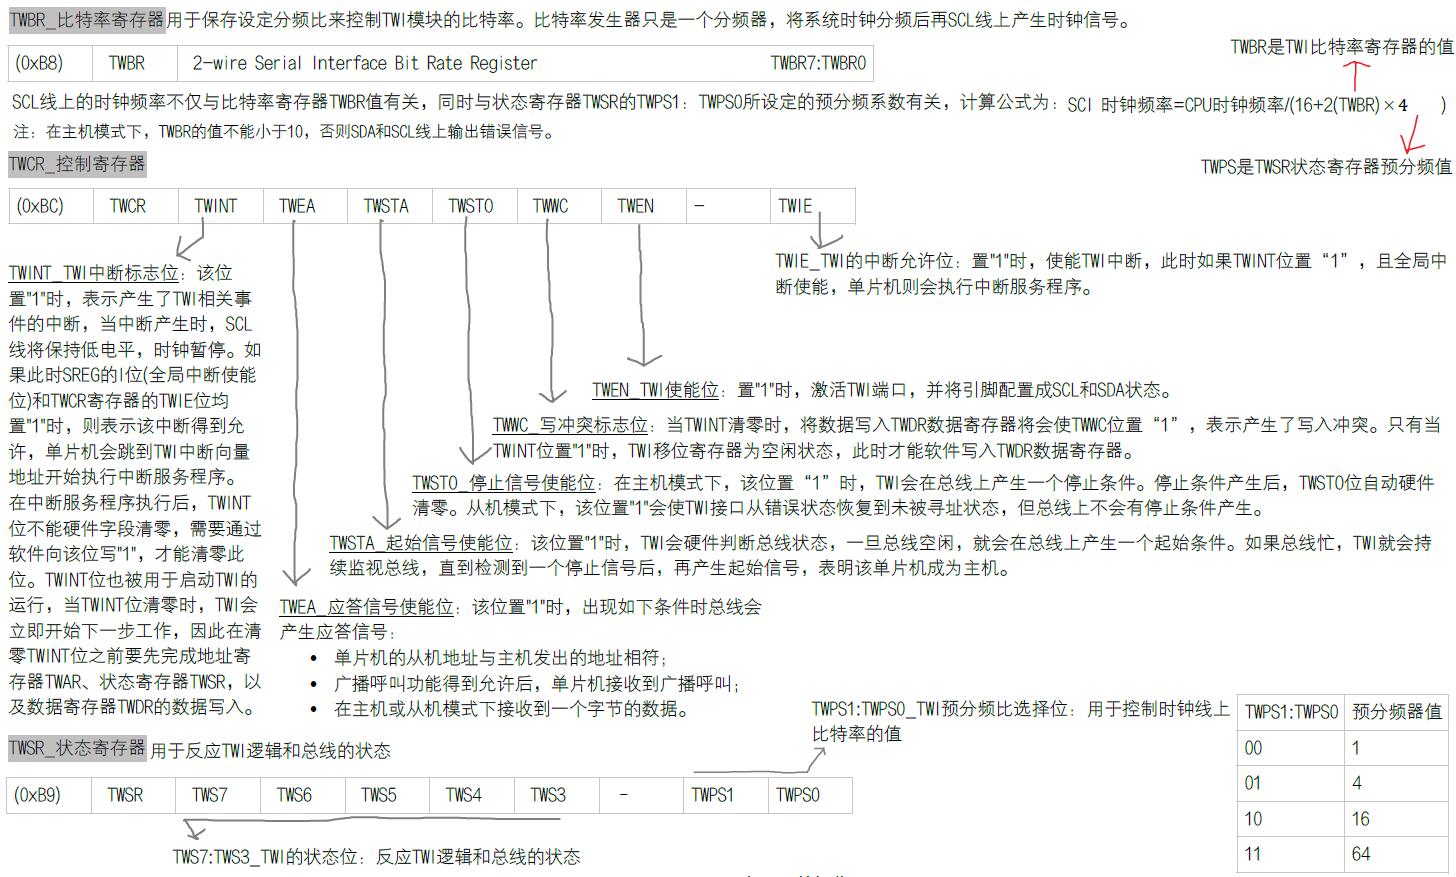 TWBR_比特率寄存器用于保存设定分频比来控制TWI模块的比特率。比特率发生器只是一个分频器，将系统时钟分频后再SCL线上产生时钟信号。
TWBR是TWI比特率寄存器的值
(0xB8) TWBR 2-wire Serial Interface Bit Rate Register TWBR7:TWBR0
SCL线上的时钟频率不仅与比特率寄存器TWBR值有关，同时与状态寄存器TWSR的TWPS1：TWPS0所设定的预分频系数有关，计算公式为：SCI 时钟频率=CPU时钟频率/(16+2(TWBR)×4 )
注：在主机模式下，TWBR的值不能小于10，否则SDA和SCL线上输出错误信号。
TWCR_控制寄存器
TWPS是TWSR状态寄存器预分频值
(0xBC) TWCR TWINT TWEA TWSTA TWSTO TWWC TWEN - TWIE
TWIE_TWI的中断允许位：置"1"时，使能TWI中断，此时如果TWINT位置“1”，且全局中
断使能，单片机则会执行中断服务程序。
TWINT_TWI中断标志位：该位
置"1"时，表示产生了TWI相关事
件的中断，当中断产生时，SCL
线将保持低电平，时钟暂停。如
果此时SREG的I位(全局中断使能
位)和TWCR寄存器的TWIE位均
置"1"时，则表示该中断得到允
许，单片机会跳到TWI中断向量
地址开始执行中断服务程序。
在中断服务程序执行后，TWINT
位不能硬件字段清零，需要通过
软件向该位写"1"，才能清零此
位。TWINT位也被用于启动TWI的
运行，当TWINT位清零时，TWI会
立即开始下一步工作，因此在清
零TWINT位之前要先完成地址寄
存器TWAR、状态寄存器TWSR，以
及数据寄存器TWDR的数据写入。
TWEN_TWI使能位：置"1"时，激活TWI端口，并将引脚配置成SCL和SDA状态。
TWWC_写冲突标志位：当TWINT清零时，将数据写入TWDR数据寄存器将会使TWWC位置“1”，表示产生了写入冲突。只有当
TWINT位置"1"时，TWI移位寄存器为空闲状态，此时才能软件写入TWDR数据寄存器。
TWSTO_停止信号使能位：在主机模式下，该位置“1”时，TWI会在总线上产生一个停止条件。停止条件产生后，TWSTO位自动硬件
清零。从机模式下，该位置"1"会使TWI接口从错误状态恢复到未被寻址状态，但总线上不会有停止条件产生。
TWSTA_起始信号使能位：该位置"1"时，TWI会硬件判断总线状态，一旦总线空闲，就会在总线上产生一个起始条件。如果总线忙，TWI就会持
续监视总线，直到检测到一个停止信号后，再产生起始信号，表明该单片机成为主机。
TWEA_应答信号使能位：该位置"1"时，出现如下条件时总线会
产生应答信号：
• 单片机的从机地址与主机发出的地址相符；
• 广播呼叫功能得到允许后，单片机接收到广播呼叫；
• 在主机或从机模式下接收到一个字节的数据。
TWSR_状态寄存器 用于反应TWI逻辑和总线的状态
TWPS1:TWPS0_TWI预分频比选择位：用于控制时钟线上
比特率的值
(0xB9) TWSR TWS7 TWS6 TWS5 TWS4 TWS3 - TWPS1 TWPS0
TWS7:TWS3_TWI的状态位：反应TWI逻辑和总线的状态
TWPS1:TWPS0 预分频器值
00 1
01 4
10 16
11 64